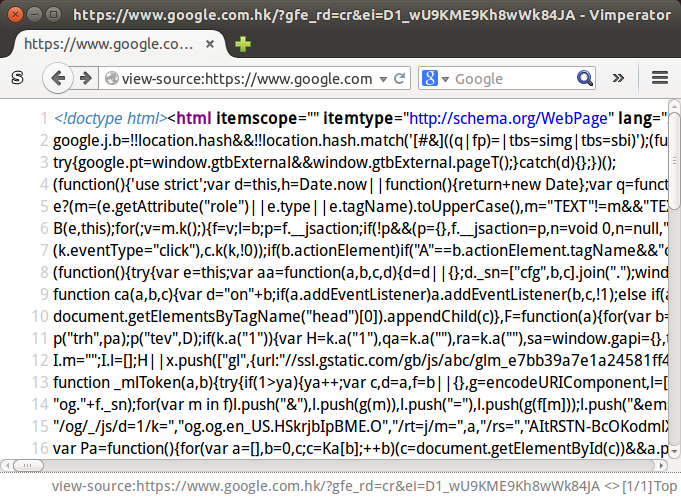 https://www.google.com.hk/?gfe_rd=cr&ei=D1_wU9KME9Kh8wWk84JA - Vimperator
https://www.google.co…
view-source:https://www.google.com
Google
1 <!doctype html><html itemscope="" itemtype="http://schema.org/WebPage" lang=
2 google.j.b=!!location.hash&&!!location.hash.match('[#&]((q|fp)=|tbs=simg|tbs=sbi)');(fu
3 try{google.pt=window.gtbExternal&&window.gtbExternal.pageT();}catch(d){};})();
4 (function(){'use strict';var d=this,h=Date.now||function(){return+new Date};var q=funct
5 e?(m=(e.getAttribute("role")||e.type||e.tagName).toUpperCase(),m="TEXT"!=m&&"TEX
6 B(e,this);for(;v=m.k();){f=v;l=b;p=f.__jsaction;if(!p&&(p={},f.__jsaction=p,n=void 0,n=null,"
7 (k.eventType="click"),c.k(k,!0));if(b.actionElement)if("A"==b.actionElement.tagName&&"c
8 (function(){try{var e=this;var aa=function(a,b,c,d){d=d||{};d._sn=["cfg",b,c].join(".");wind
9 function ca(a,b,c){var d="on"+b;if(a.addEventListener)a.addEventListener(b,c,!1);else if(a
10 document.getElementsByTagName("head")[0]).appendChild(c)},F=function(a){for(var b=
11 p("trh",pa);p("tev",D);if(k.a("1")){var H=k.a("1"),qa=k.a(""),ra=k.a(""),sa=window.gapi={},t
12 I.m="";I.l=[];H||x.push(["gl",{url:"//ssl.gstatic.com/gb/js/abc/glm_e7bb39a7e1a24581ff4
13 function _mlToken(a,b){try{if(1>ya){ya++;var c,d=a,f=b||{},g=encodeURIComponent,l=[
14 "og."+f._sn);for(var m in f)l.push("&"),l.push(g(m)),l.push("="),l.push(g(f[m]));l.push("&ems
15 "/og/_/js/d=1/k=","og.og.en_US.HSkrjbIpBME.O","/rt=j/m=",a,"/rs=","AItRSTN-BcOKodmIX
16 var Pa=function(){for(var a=[],b=0,c;c=Ka[b];++b)(c=document.getElementById(c))&&a.p
view-source:https://www.google.com.hk/?gfe_rd=cr&ei=D1_wU9KME9Kh8wWk84JA <>[1/1]Top